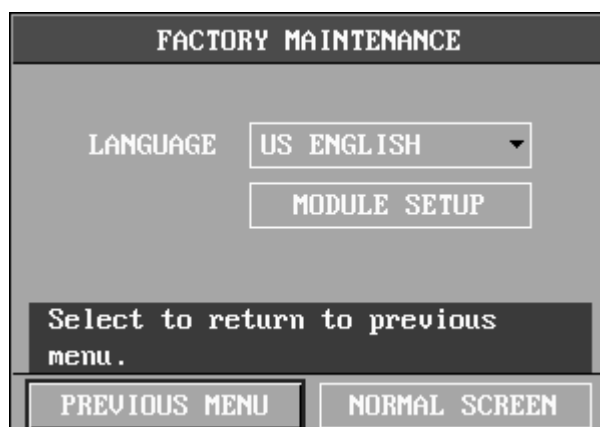 FACTORY MAINTENANCE
LANGUAGE US ENGLISH
MODULE SETUP
Select to return to previous
menu.
PREVIOUS MENU NORMAL SCREEN